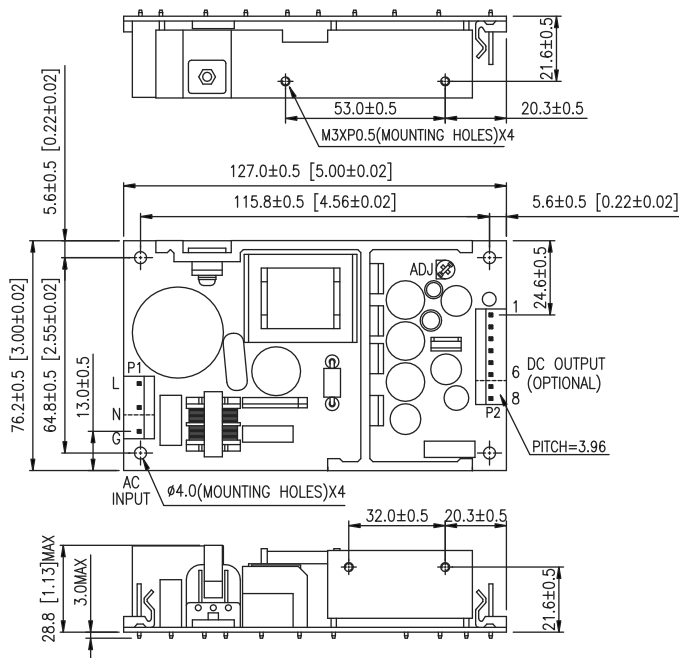 21.6±0.5
53.0±0.5
20.3±0.5
M3XP0.5(MOUNTING HOLES)X4
5.6±0.5 [0.22±0.02]
127.0±0.5 [5.00±0.02]
115.8±0.5 [4.56±0.02]
5.6±0.5 [0.22±0.02]
76.2±0.5 [3.00±0.02]
64.8±0.5 [2.55±0.02]
13.0±0.5
ADJ
24.6±0.5
P1
L
N
G
1
6
8
P2
DC OUTPUT
(OPTIONAL)
PITCH=3.96
AC
INPUT
ø4.0(MOUNTING HOLES)X4
32.0±0.5
20.3±0.5
28.8 [1.13]MAX
3.0MAX
21.6±0.5